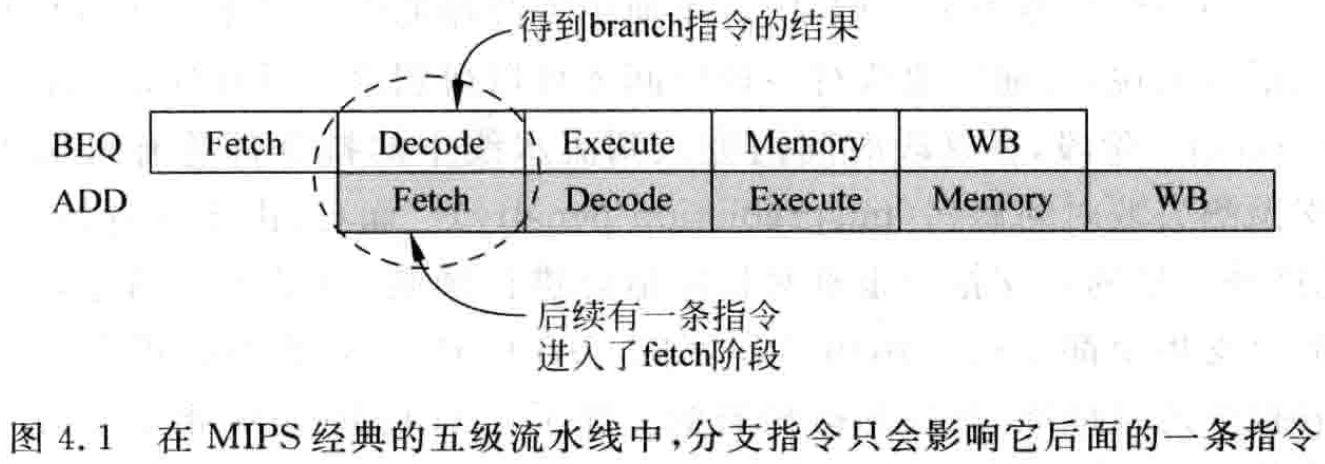 得到branch指令的结果
BEQ Fetch Decode Execute Memory WB
ADD Fetch Decode Execute Memory WB
后续有一条指令
进入了fetch阶段
图 4.1 在 MIPS 经典的五级流水线中,分支指令只会影响它后面的一条指令